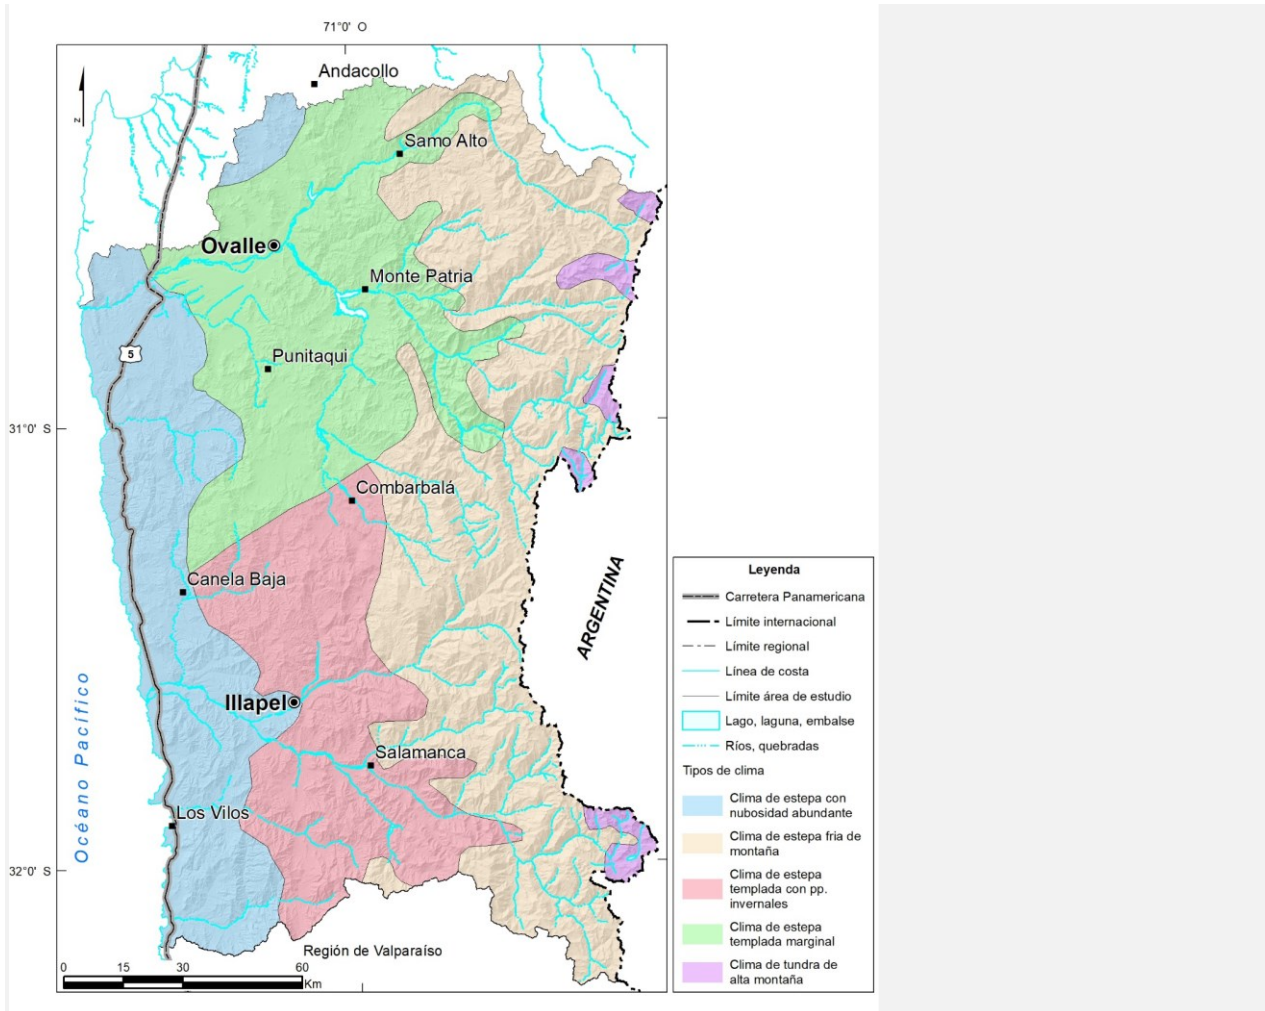 71°0' O
Andacollo
z
Samo Alto
Ovalle
Monte Patria
5
Punitaqui
31°0' S
Combarbalá
Canela Baja
ARGENTINA
Illapel
Océano Pacífico
Salamanca
Los Vilos
32°0' S
Región de Valparaíso
0 15 30 60
Km
Leyenda
Carretera Panamericana
Límite internacional
Límite regional
Línea de costa
Límite área de estudio
Lago, laguna, embalse
Ríos, quebradas
Tipos de clima
Clima de estepa con
nubosidad abundante
Clima de estepa fria de
montaña
Clima de estepa
templada con pp.
invernales
Clima de estepa
templada marginal
Clima de tundra de
alta montaña